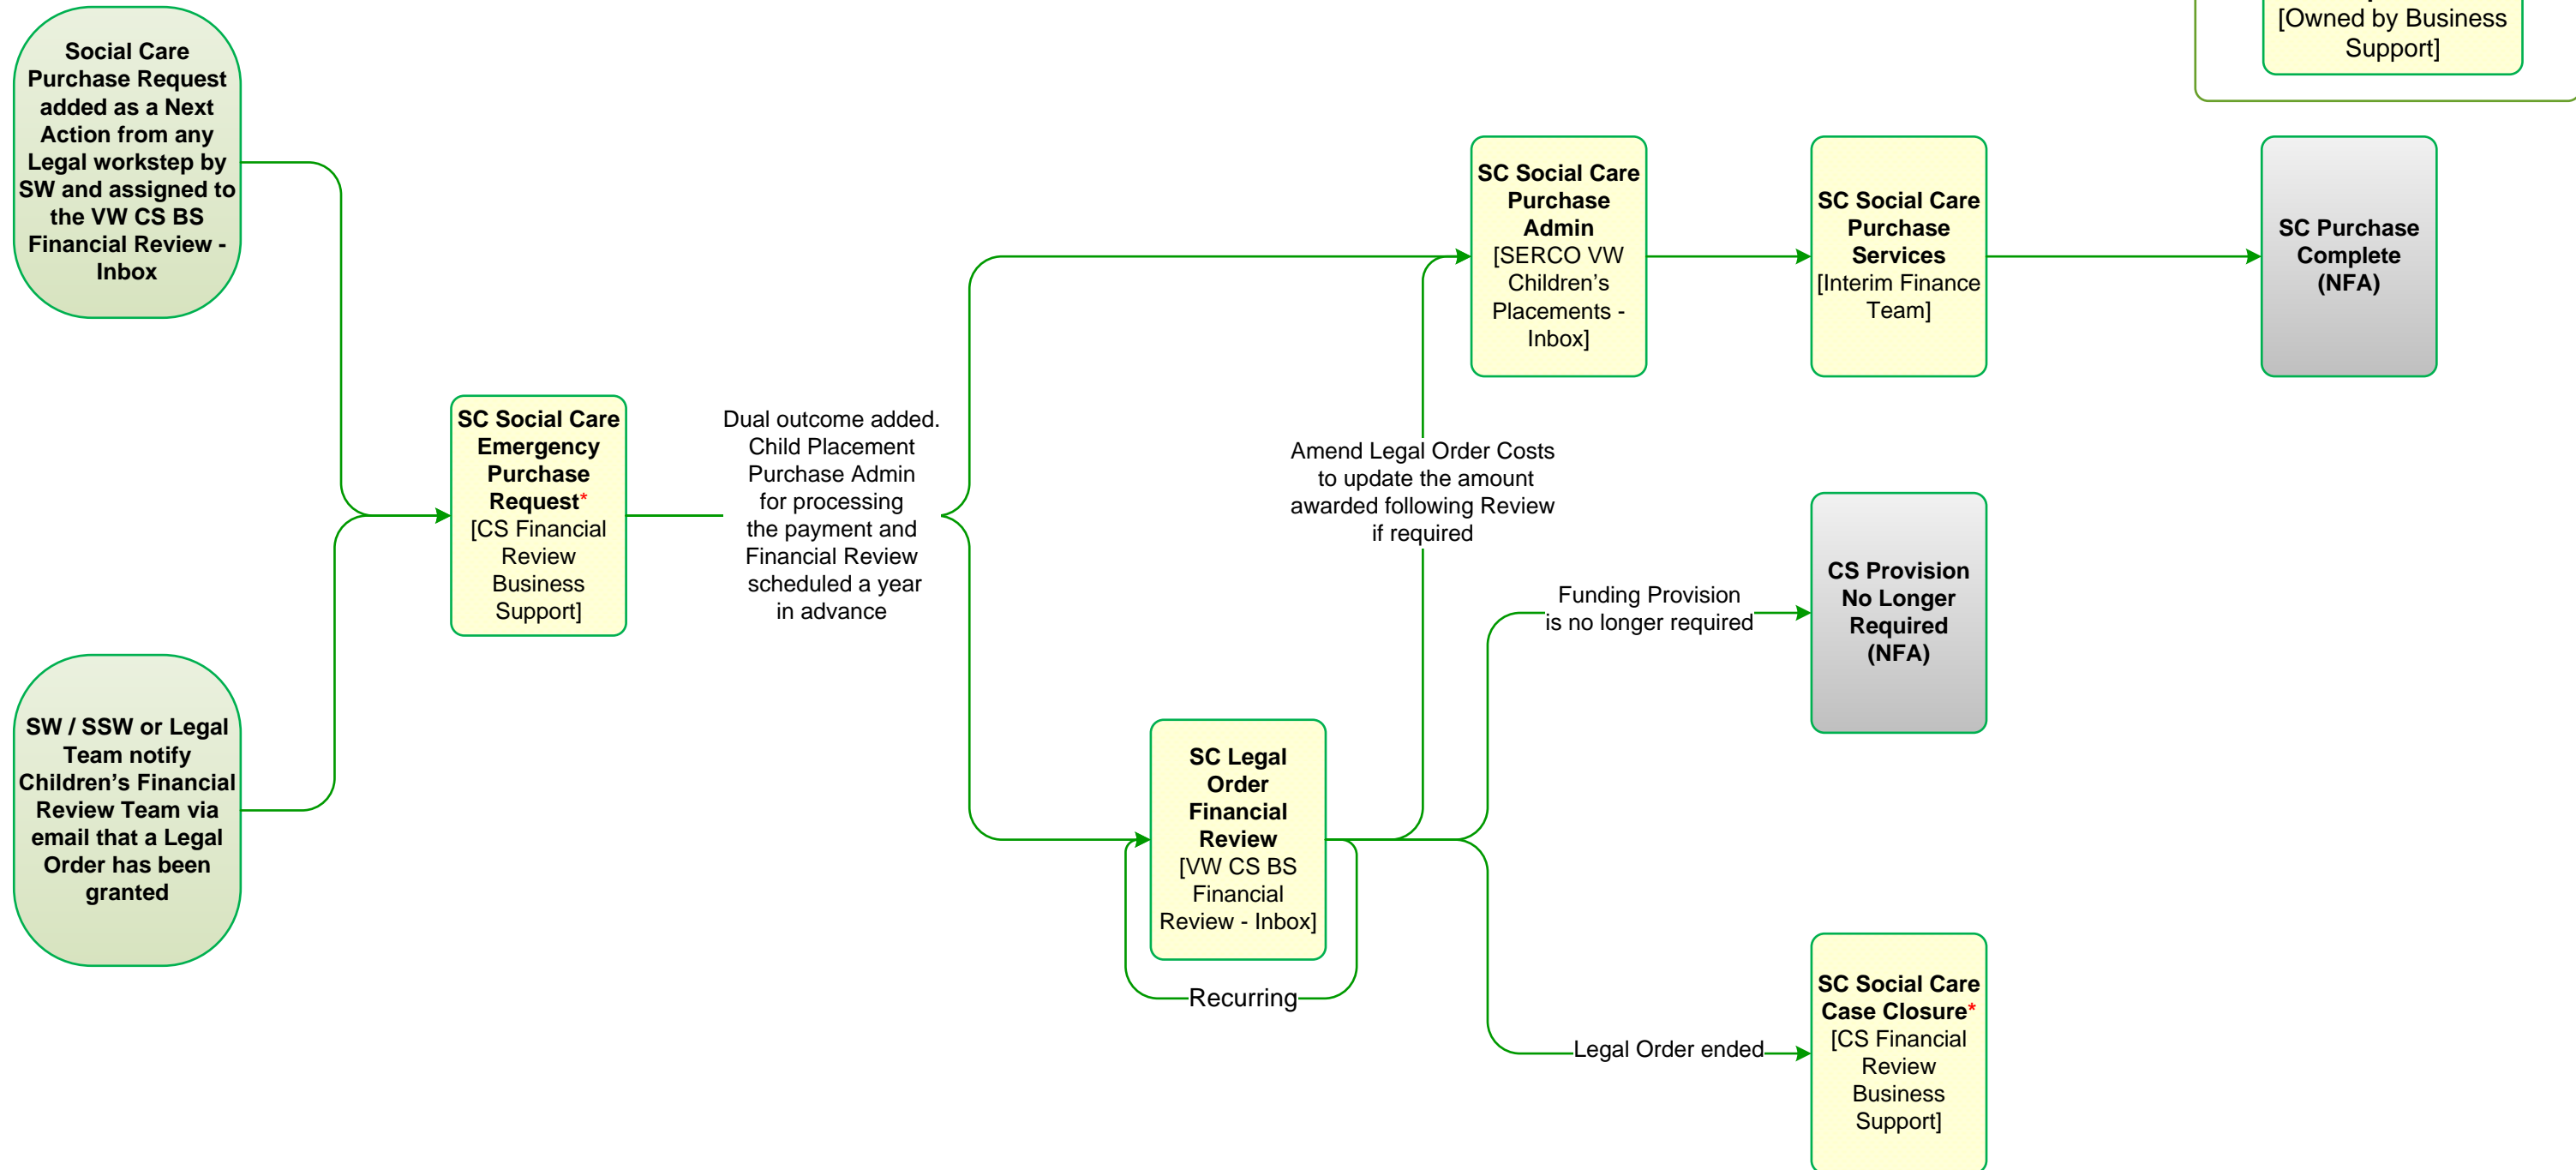 [Owned by Business
Support]
Social Care
Purchase Request
added as a Next
Action from any
Legal workstep by
SW and assigned to
the VW CS BS
Financial Review -
Inbox
SW / SSW or Legal
Team notify
Children's Financial
Review Team via
email that a Legal
Order has been
granted
SC Social Care
Emergency
Purchase
Request*
[CS Financial
Review
Business
Support]
Dual outcome added.
Child Placement
Purchase Admin
for processing
the payment and
Financial Review
scheduled a year
in advance
SC Social Care
Purchase
Admin
[SERCO VW
Children's
Placements -
Inbox]
SC Social Care
Purchase
Services
[Interim Finance
Team]
SC Purchase
Complete
(NFA)
Amend Legal Order Costs
to update the amount
awarded following Review
if required
SC Legal
Order
Financial
Review
[VW CS BS
Financial
Review - Inbox]
Recurring
Funding Provision
is no longer required
CS Provision
No Longer
Required
(NFA)
Legal Order ended
SC Social Care
Case Closure*
[CS Financial
Review
Business
Support]